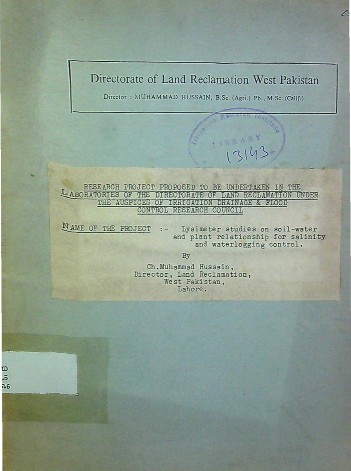 Directorate of Land Reclamation West Pakistan
Director : MUHAMMAD HUSSAIN, B.Sc. (Agri.) Pb., M.Sc. (Calif.)
LIBRARY
13143
RESEARCH PROJECT PROPOSED TO BE UNDERTAKEN IN THE
LABORATORIES OF THE DIRECTORATE OF LAND RECLAMATION UNDER
THE AUSPICES OF IRRIGATION DRAINAGE & FLOOD
CONTROL RESEARCH COUNCIL
NAME OF THE PROJECT :- Lysimeter studies on soil-water
and plant relationship for salinity
and waterlogging control.
By
Ch.Muhammad Hussain,
Director, Land Reclamation,
West Pakistan,
Lahore.